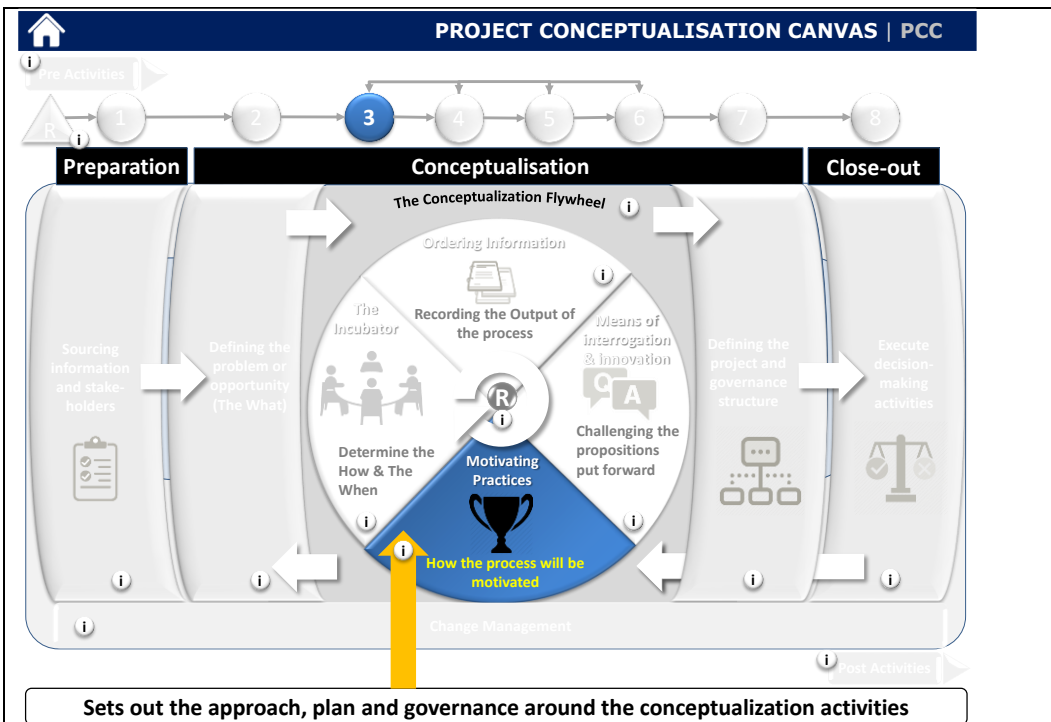 PROJECT CONCEPTUALISATION CANVAS | PCC
i
Pre Activities
R
1
2
3
4
5
6
7
8
i
Preparation
Conceptualisation
Close-out
The Conceptualization Flywheel
i
Ordering Information
i
Recording the Output of
the process
The
Incubator
Determine the
How & The
When
i
Means of
interrogation
& innovation
Q A
Challenging the
propositions
put forward
i
R
i
Motivating
Practices
i
How the process will be
motivated
Sourcing
information
and stake-
holders
i
Defining the
problem or
opportunity
(The What)
i
Defining the
project and
governance
structure
i
Execute
decision-
making
activities
i
i
Change Management
i
Post Activities
Sets out the approach, plan and governance around the conceptualization activities